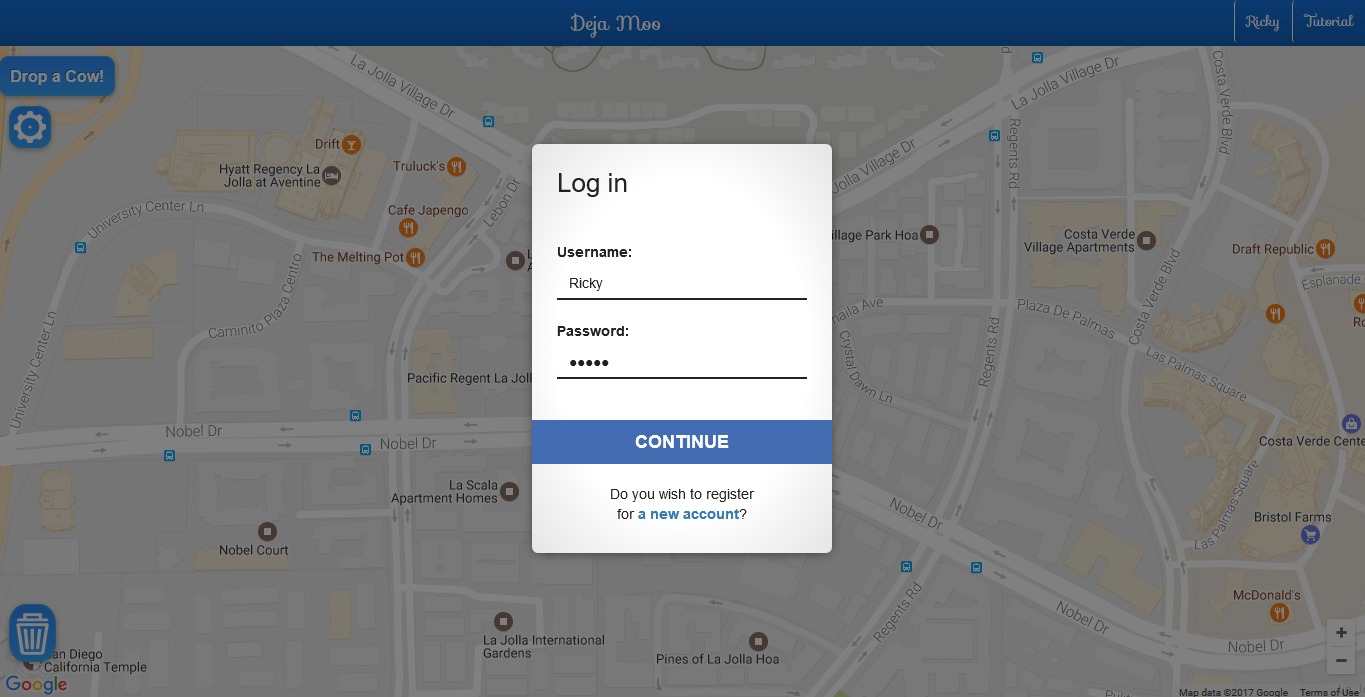 Deja Moo
Ricky
Tutorial
Drop a Cow!
La Jolla Village Dr
La Jolla Village Dr
Costa Verde Blvd
Regents Rd
Drift
Truluck's
Hyatt Regency La
Jolla at Aventine
Lebon Dr
Cafe Japengo
University Center Ln
The Melting Pot
Caminito Plaza Centro
University Center Ln
Pacific Regent La Joll
Nobel Dr
Nobel Dr
La Scala
Apartment Homes
Nobel Court
La Jolla International
Gardens
Pines of La Jolla Hoa
an Diego
California Temple
Google
Log in
Username:
Ricky
Password:
•••••
CONTINUE
Do you wish to register
for a new account?
Jolla Village Dr
illage Park Hoa
Costa Verde
Village Apartments
Draft Republic
Esplanade
Costa Verde Blvd
Plaza De Palmas
Regents Rd
Crystal Dawn Ln
Las Palmas Square
Costa Verde Cente
Las Palmas Square
Bristol Farms
Nobel Dr
McDonald's
Regents Rd
Nobel Dr
Nobel Dr
+
−
Map data ©2017 Google
Terms of Use